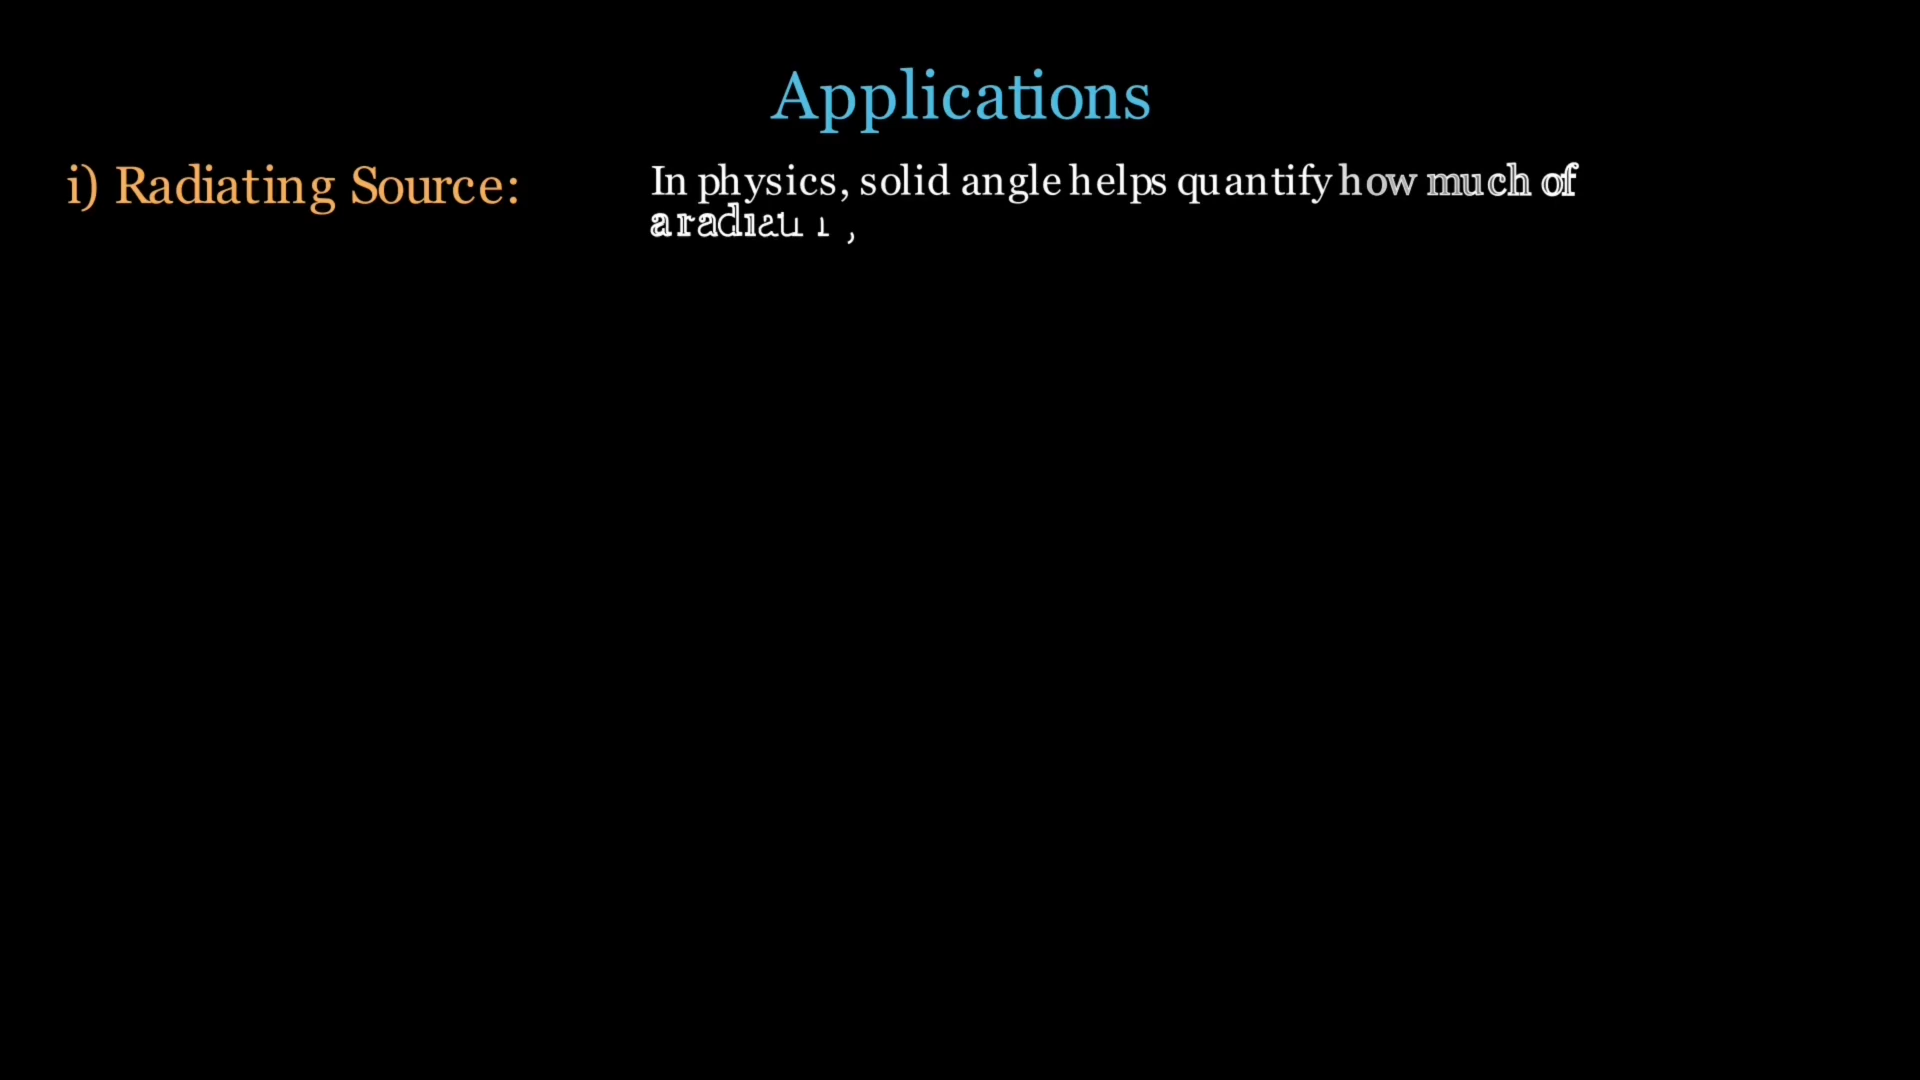 Applications
i) Radiating Source:
In physics, solid angle helps quantify how much of
a